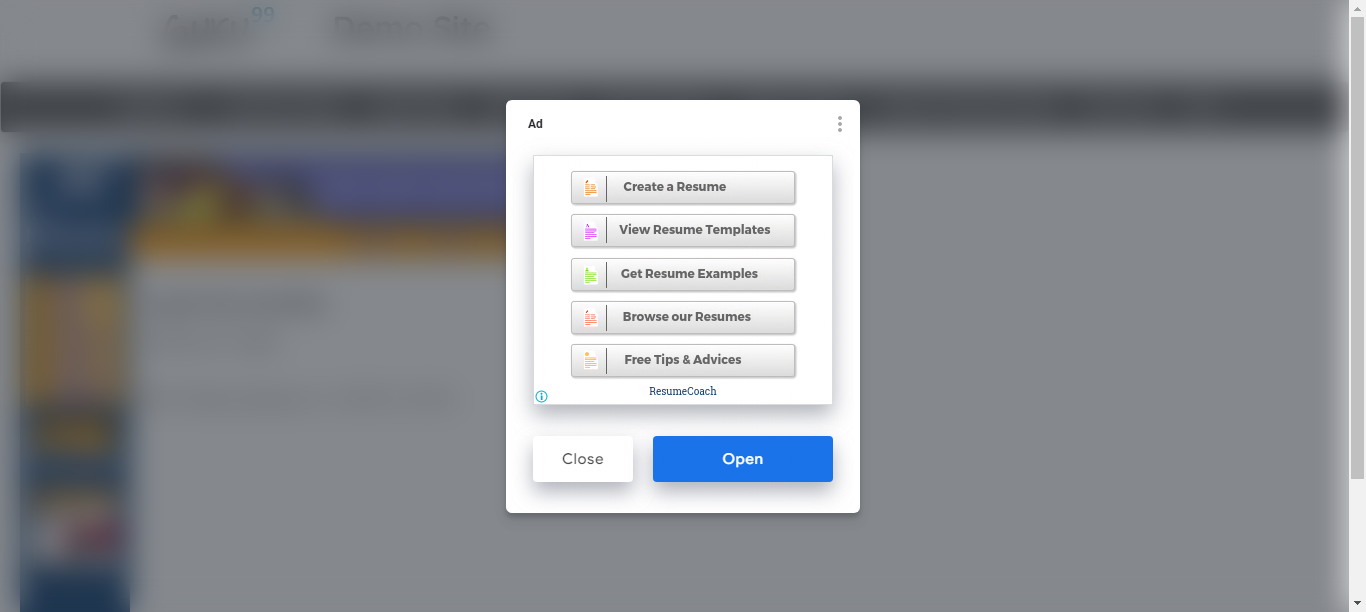 99
Demo Site
Ad
Create a Resume
View Resume Templates
Get Resume Examples
Browse our Resumes
Free Tips & Advices
ResumeCoach
Close
Open